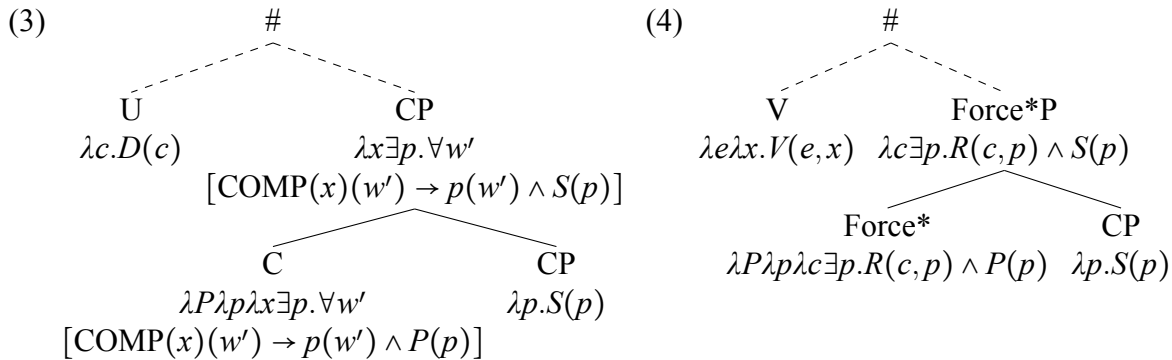 (3) # (4) #
U CP V Force*P
λc.D(c) λx∃p.∀w′ λeλx.V(e,x) λc∃p.R(c,p) ∧ S(p)
[COMP(x)(w′) → p(w′) ∧ S(p)]
Force* CP
C CP λPλpλc∃p.R(c,p) ∧ P(p) λp.S(p)
λPλpλx∃p.∀w′ λp.S(p)
[COMP(x)(w′) → p(w′) ∧ P(p)]